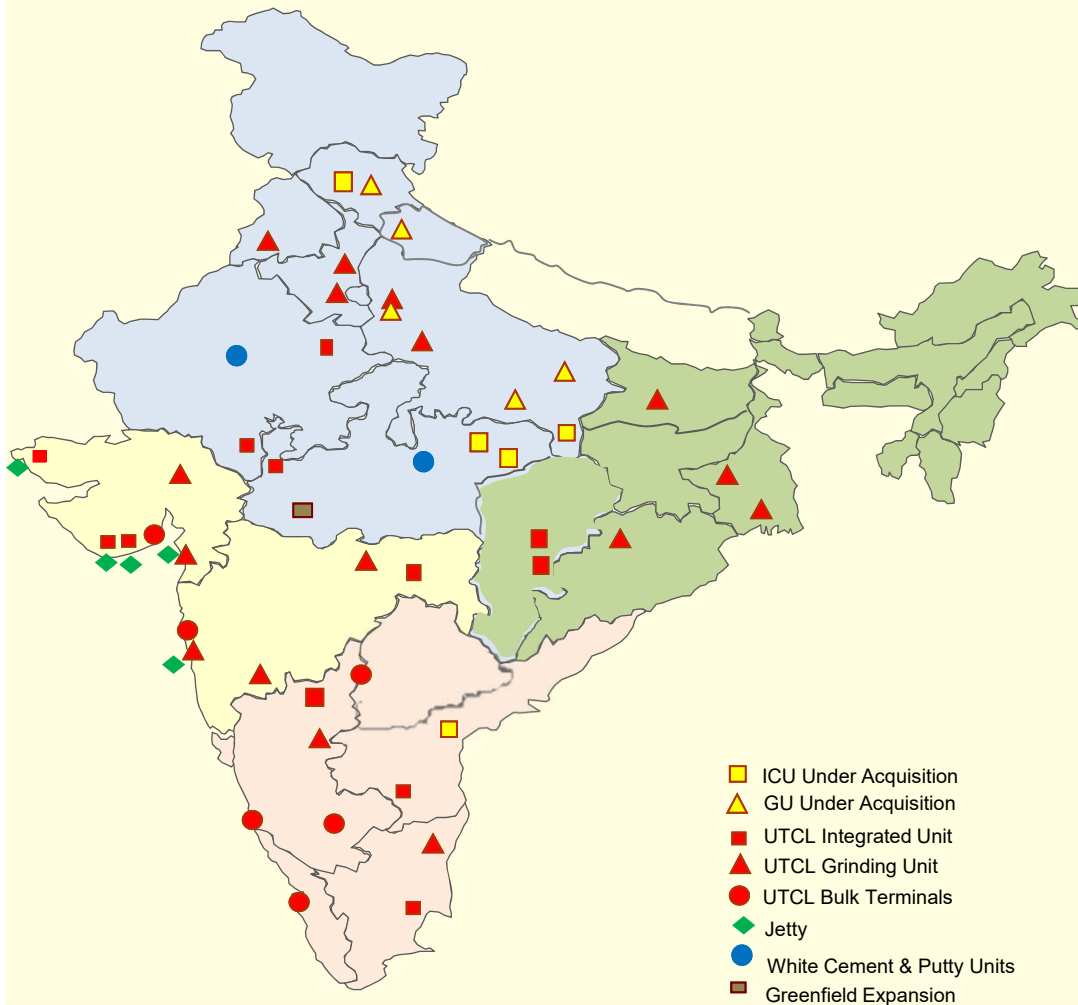 ICU Under Acquisition
GU Under Acquisition
UTCL Integrated Unit
UTCL Grinding Unit
UTCL Bulk Terminals
Jetty
White Cement & Putty Units
Greenfield Expansion